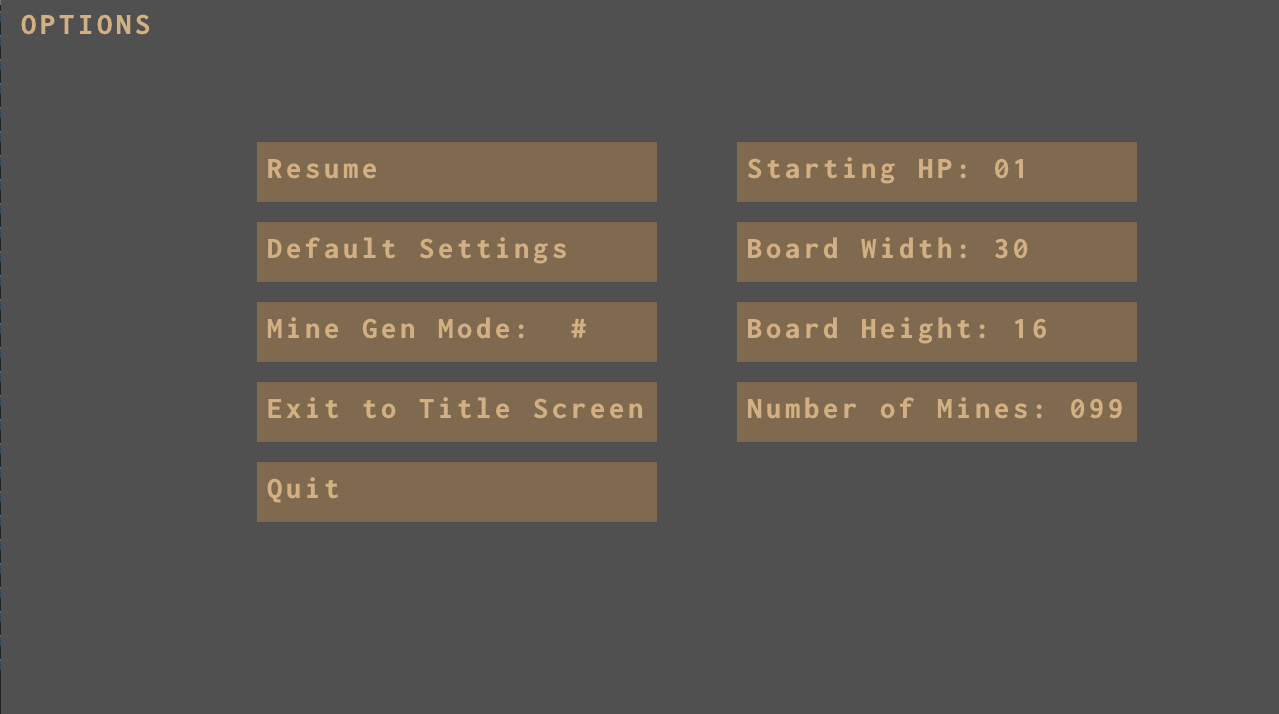 OPTIONS
Resume
Default Settings
Mine Gen Mode:  #
Exit to Title Screen
Quit
Starting HP: 01
Board Width: 30
Board Height: 16
Number of Mines: 099